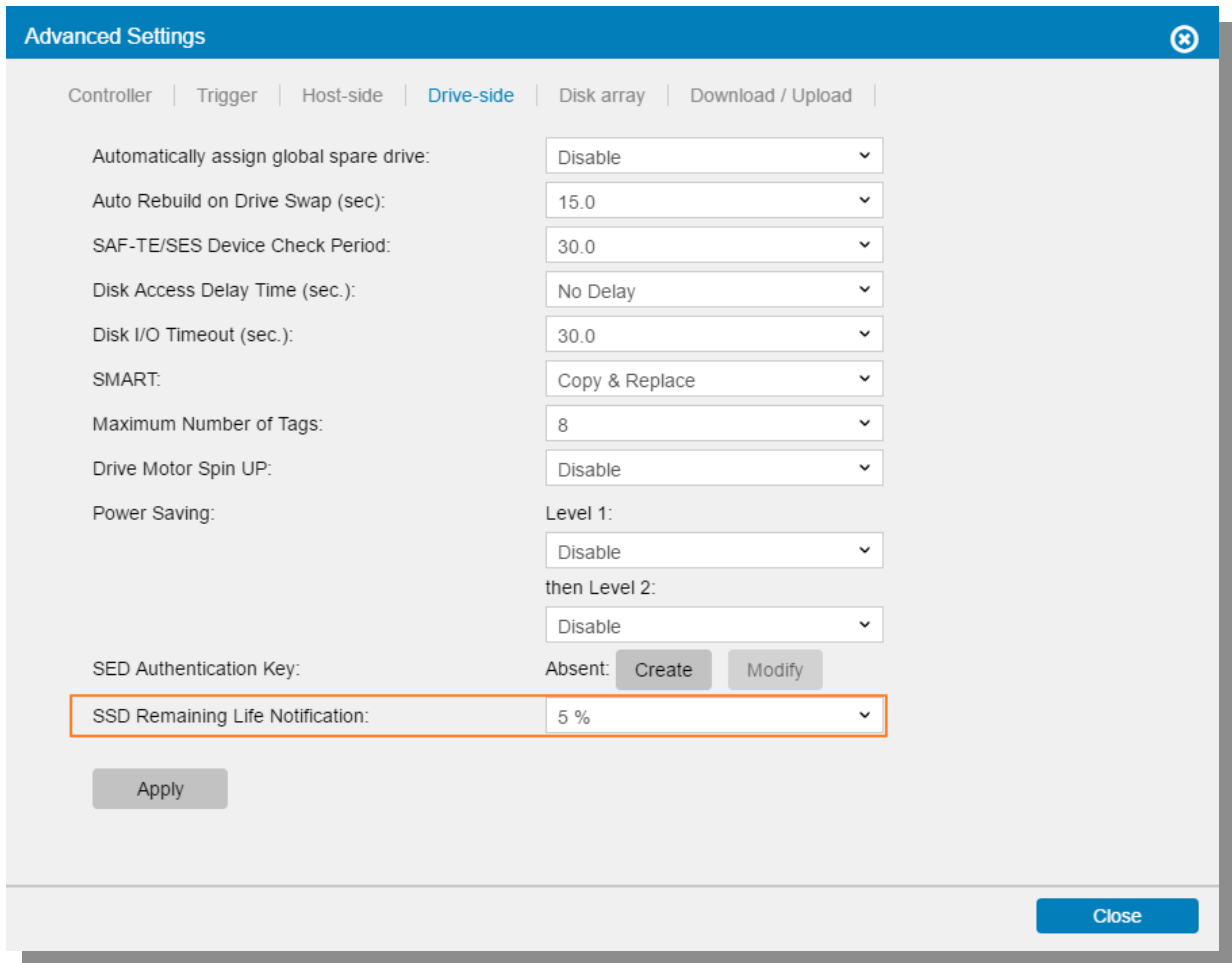 Advanced Settings
Controller | Trigger | Host-side | Drive-side | Disk array | Download / Upload |
Automatically assign global spare drive: Disable
Auto Rebuild on Drive Swap (sec): 15.0
SAF-TE/SES Device Check Period: 30.0
Disk Access Delay Time (sec.): No Delay
Disk I/O Timeout (sec.): 30.0
SMART: Copy & Replace
Maximum Number of Tags: 8
Drive Motor Spin UP: Disable
Power Saving: Level 1:
Disable
then Level 2:
Disable
SED Authentication Key: Absent: Create Modify
SSD Remaining Life Notification: 5 %
Apply
Close